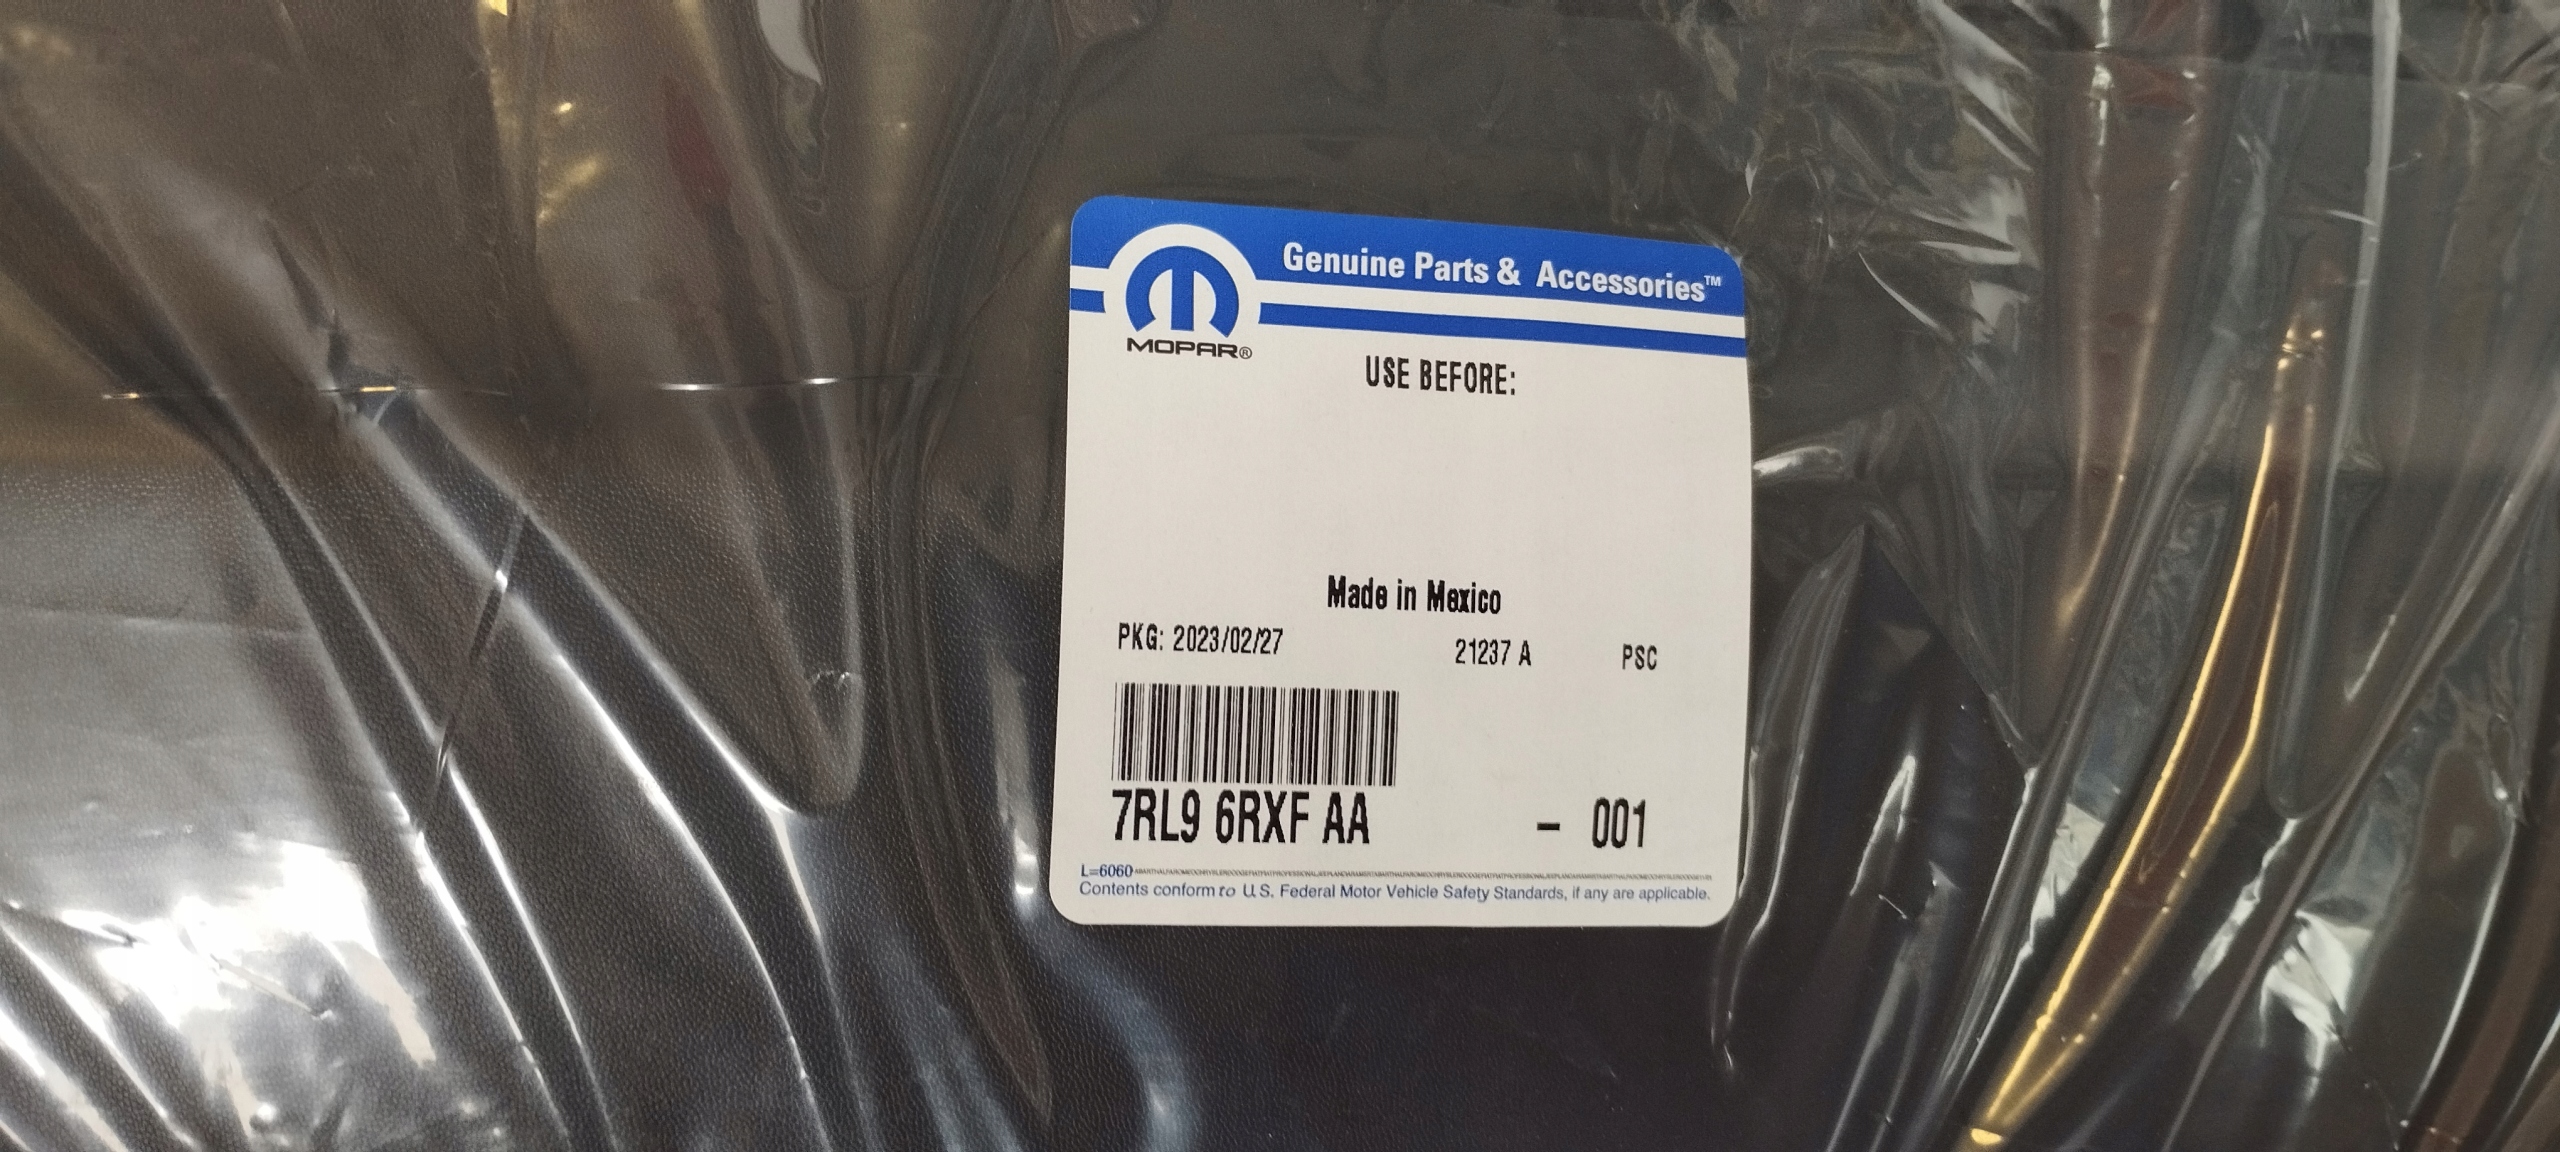 Genuine Parts & Accessories™
MOPAR®
USE BEFORE:
Made in Mexico
PKG: 2023/02/27 21237 A PSC
7RL9 6RXF AA - 001
L=6060
Contents conform to U.S. Federal Motor Vehicle Safety Standards, if any are applicable.